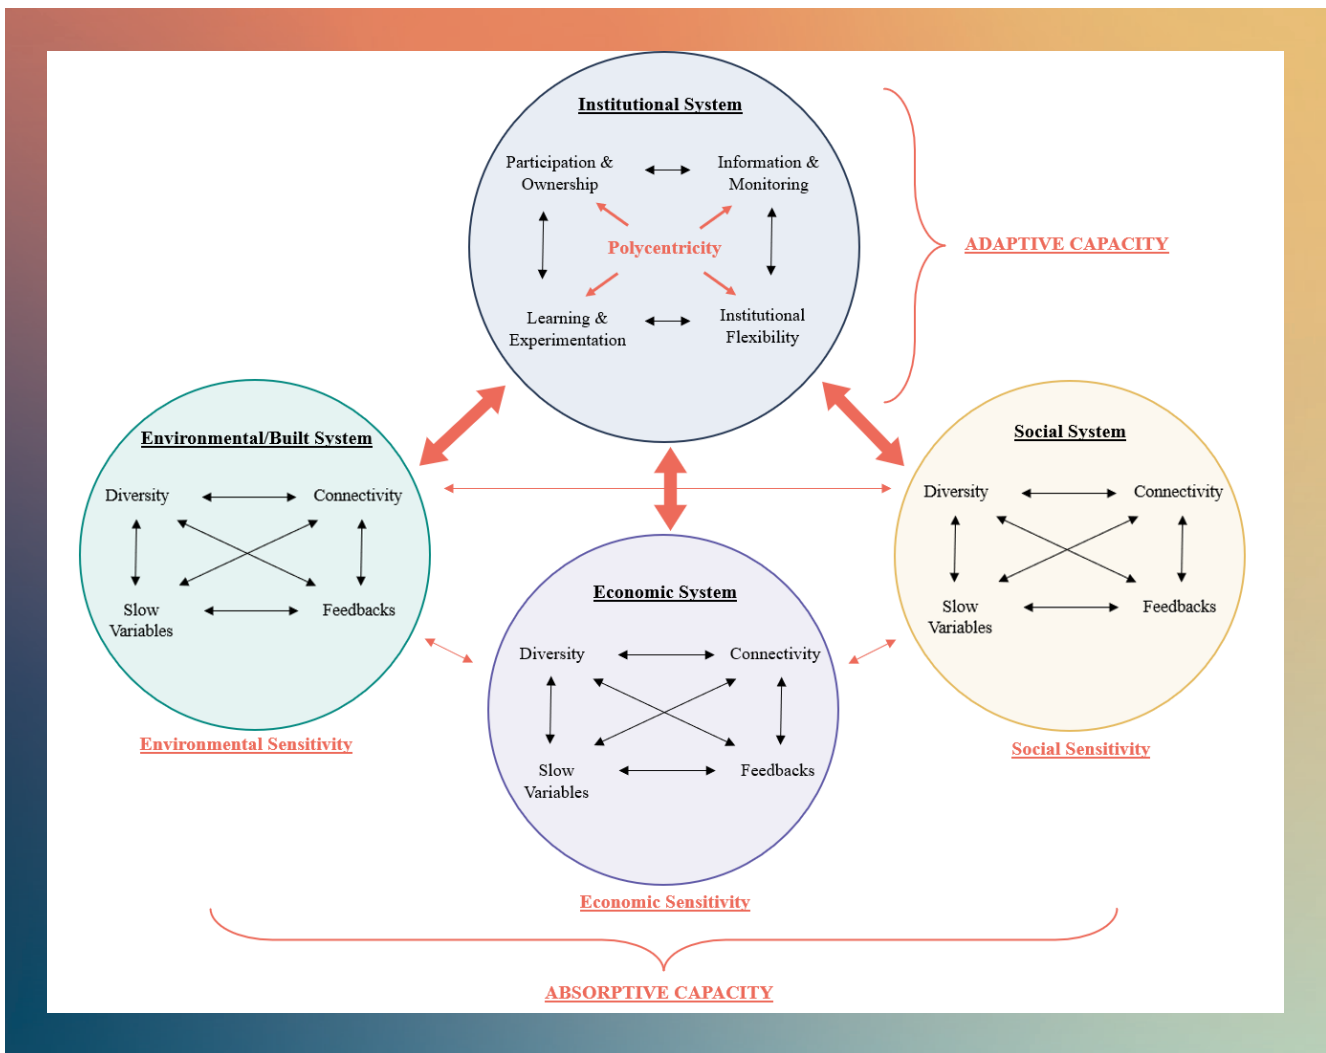 Institutional System
Participation &
Ownership
Information &
Monitoring
Polycentricity
Learning &
Experimentation
Institutional
Flexibility
ADAPTIVE CAPACITY
Environmental/Built System
Diversity
Connectivity
Slow
Variables
Feedbacks
Environmental Sensitivity
Economic System
Diversity
Connectivity
Slow
Variables
Feedbacks
Economic Sensitivity
Social System
Diversity
Connectivity
Slow
Variables
Feedbacks
Social Sensitivity
ABSORPTIVE CAPACITY